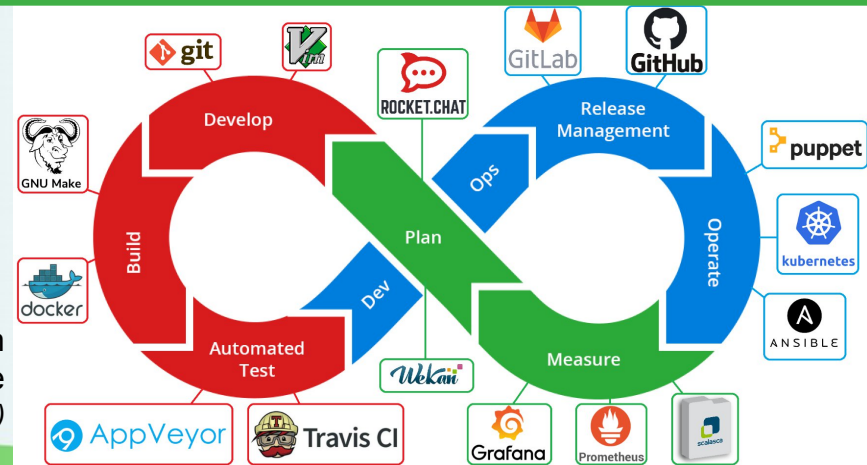 git
Vim
ROCKET.CHAT
GitLab
GitHub
Develop
Release
Management
GNU Make
puppet
Ops
Plan
Build
Operate
kubernetes
docker
Dev
ANSIBLE
n
Automated
Test
Measure
e
Wekan
)
AppVeyor
Travis CI
Grafana
Prometheus
scalasca